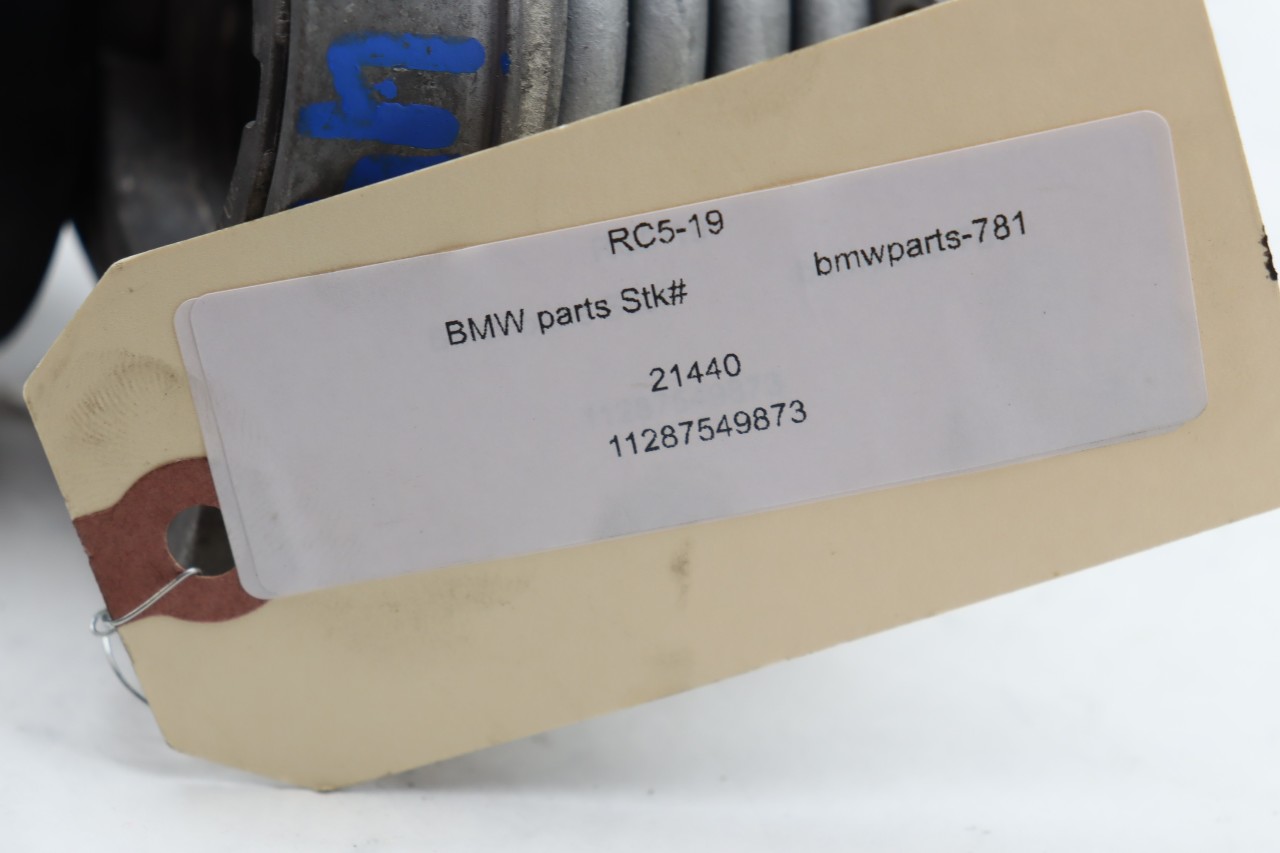 RC5-19
bmwparts-781
BMW parts Stk#
21440
11287549873